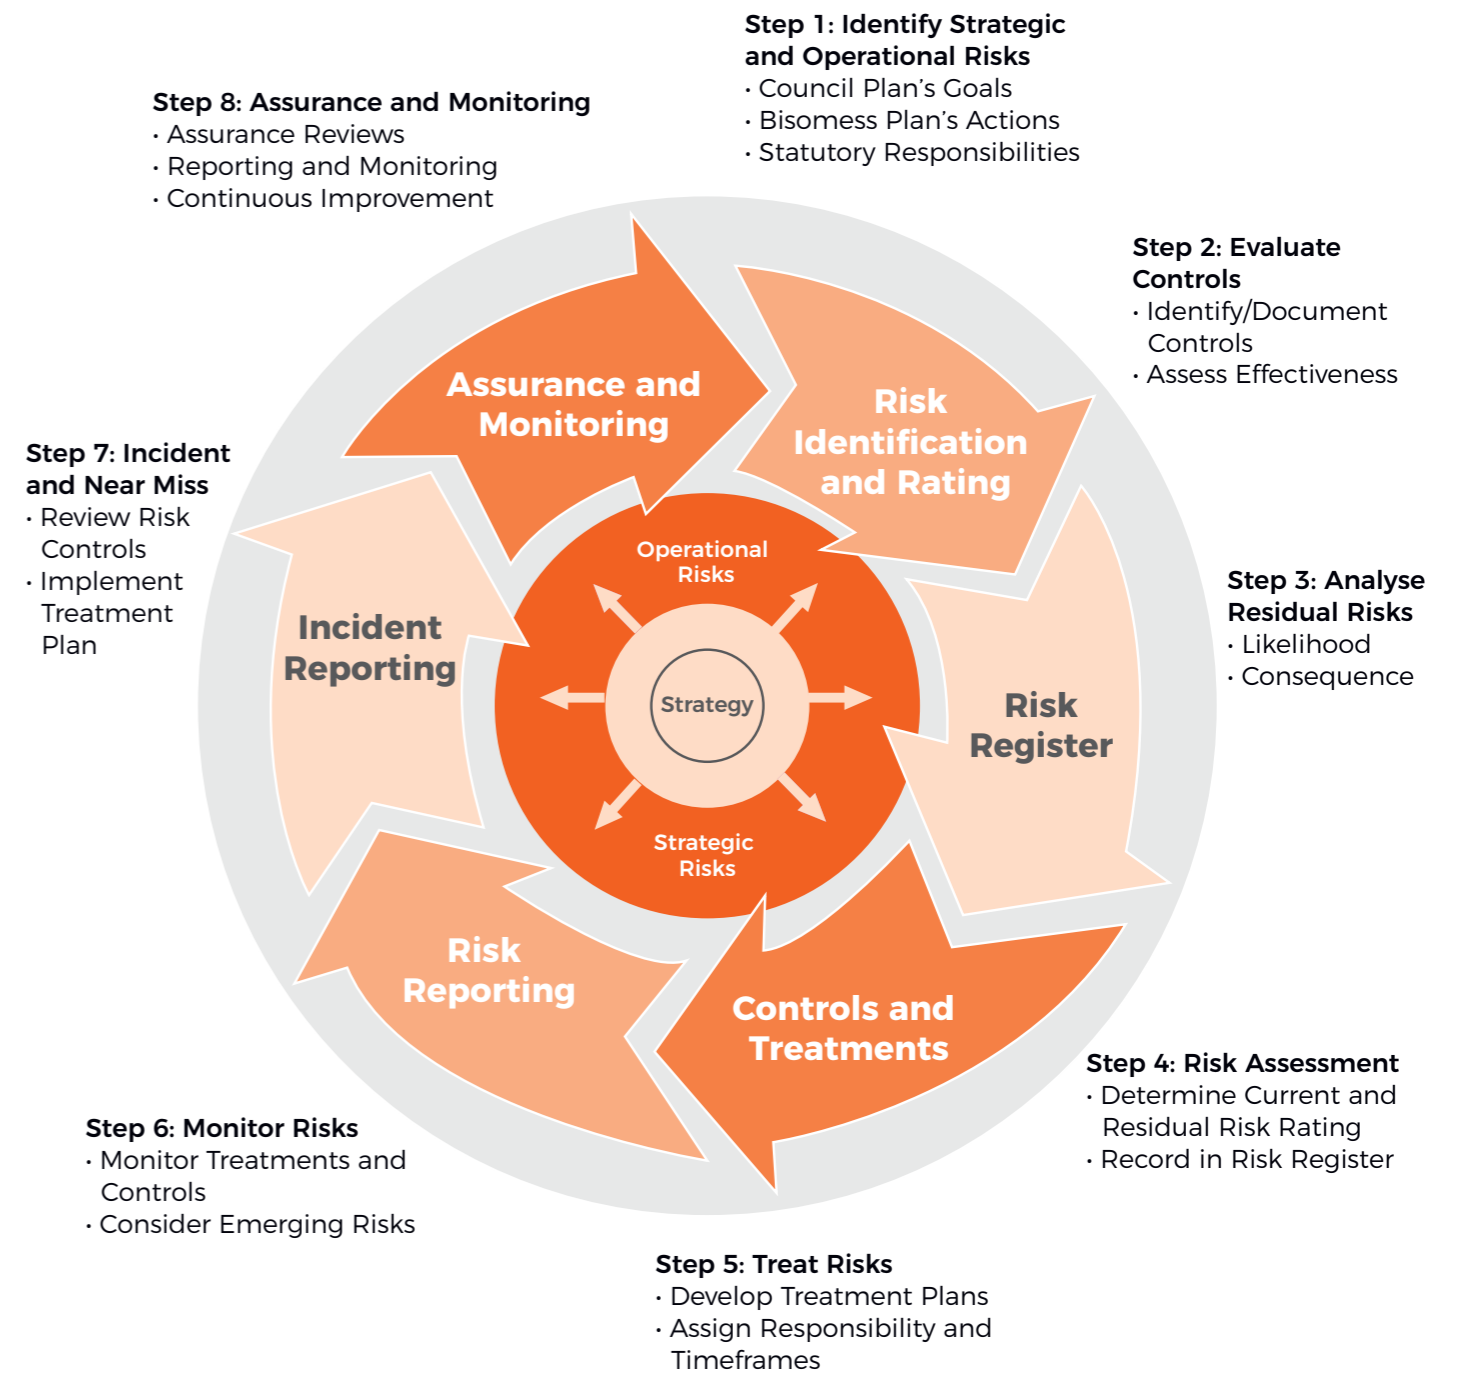 Step 1: Identify Strategic
and Operational Risks
· Council Plan's Goals
· Bisomess Plan's Actions
· Statutory Responsibilities
Step 2: Evaluate
Controls
· Identify/Document
Controls
· Assess Effectiveness
Step 3: Analyse
Residual Risks
· Likelihood
· Consequence
Step 4: Risk Assessment
· Determine Current and
Residual Risk Rating
· Record in Risk Register
Step 5: Treat Risks
· Develop Treatment Plans
· Assign Responsibility and
Timeframes
Step 6: Monitor Risks
· Monitor Treatments and
Controls
· Consider Emerging Risks
Step 7: Incident
and Near Miss
· Review Risk
Controls
· Implement
Treatment
Plan
Step 8: Assurance and Monitoring
· Assurance Reviews
· Reporting and Monitoring
· Continuous Improvement
Assurance and
Monitoring
Risk
Identification
and Rating
Risk
Register
Controls and
Treatments
Risk
Reporting
Incident
Reporting
Operational
Risks
Strategy
Strategic
Risks